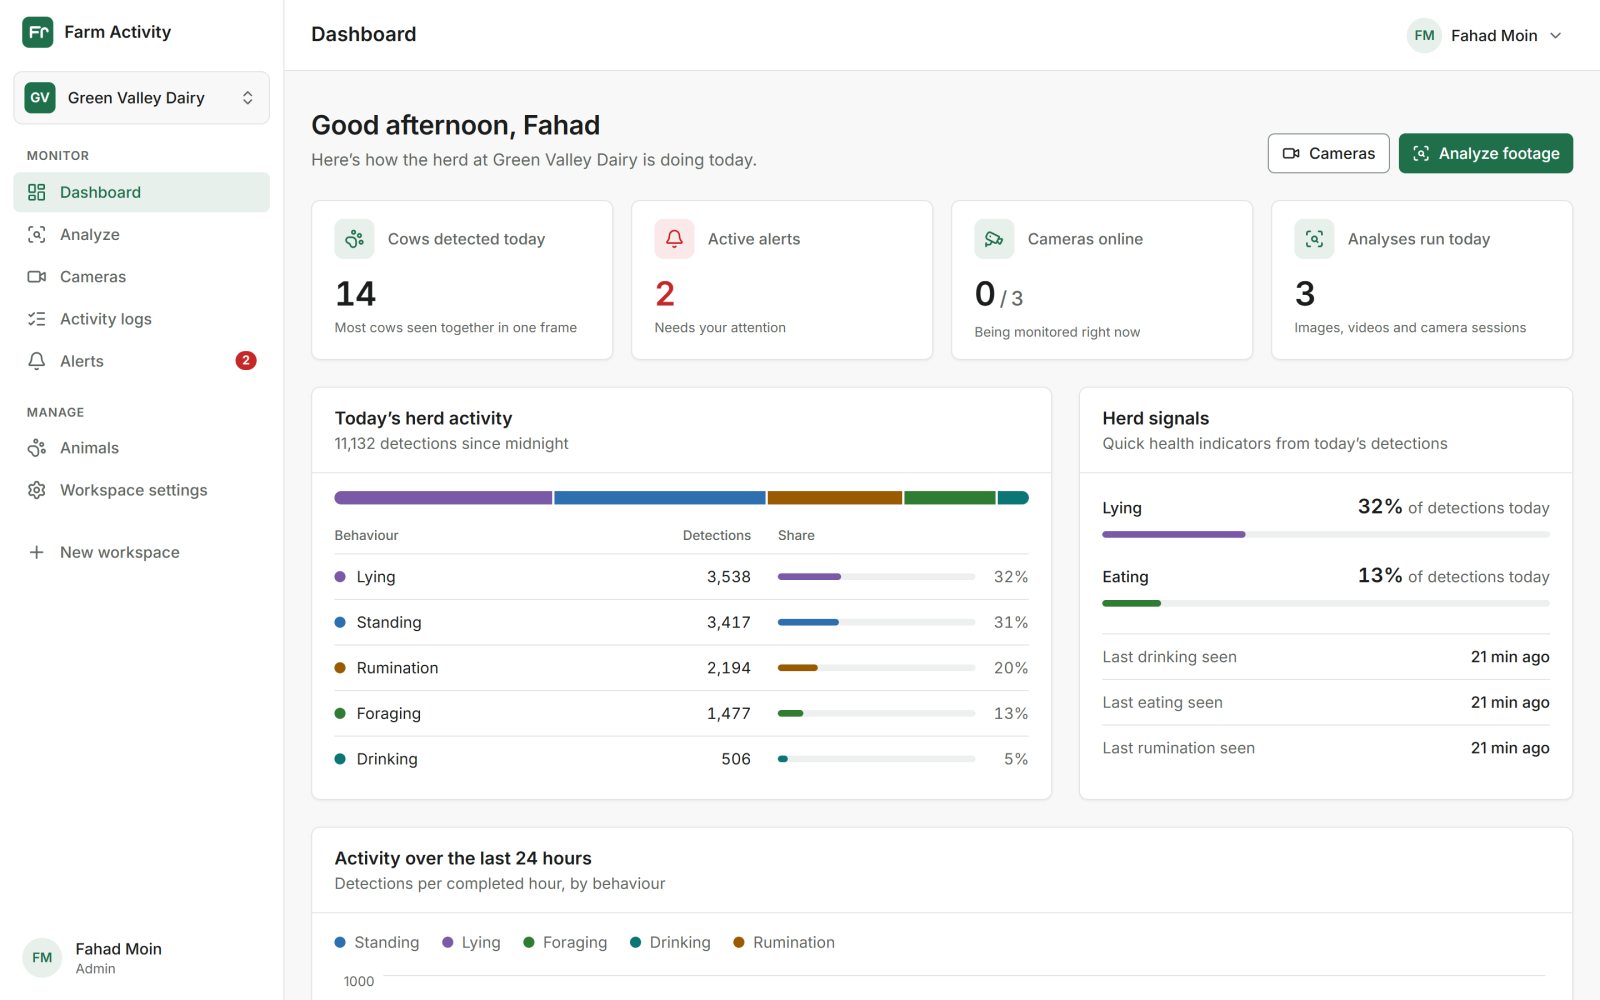 Fr Farm Activity
GV Green Valley Dairy
MONITOR
Dashboard
Analyze
Cameras
Activity logs
Alerts 2
MANAGE
Animals
Workspace settings
New workspace
FM Fahad Moin
Admin
Dashboard
FM Fahad Moin
Good afternoon, Fahad
Here’s how the herd at Green Valley Dairy is doing today.
Cameras
Analyze footage
Cows detected today
14
Most cows seen together in one frame
Active alerts
2
Needs your attention
Cameras online
0 / 3
Being monitored right now
Analyses run today
3
Images, videos and camera sessions
Today’s herd activity
11,132 detections since midnight
Behaviour Detections Share
Lying 3,538 32%
Standing 3,417 31%
Rumination 2,194 20%
Foraging 1,477 13%
Drinking 506 5%
Herd signals
Quick health indicators from today’s detections
Lying 32% of detections today
Eating 13% of detections today
Last drinking seen 21 min ago
Last eating seen 21 min ago
Last rumination seen 21 min ago
Activity over the last 24 hours
Detections per completed hour, by behaviour
Standing Lying Foraging Drinking Rumination
1000